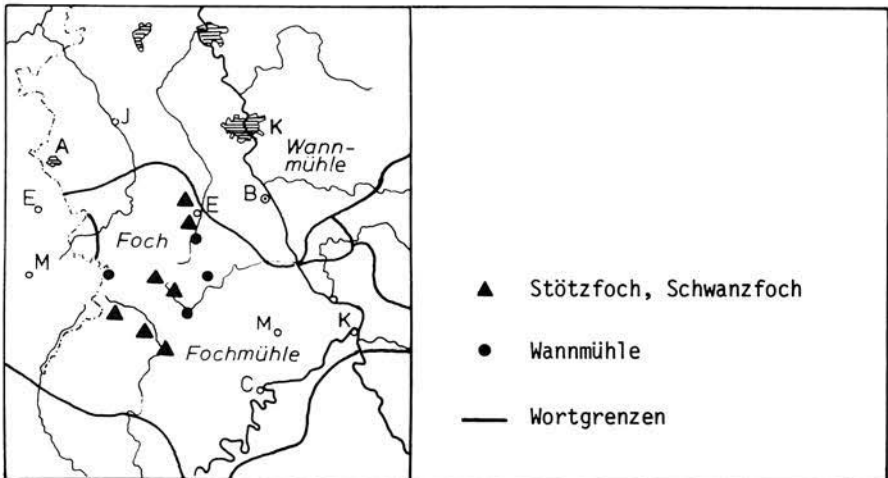 J
A
K
Wann-
mühle
E
E
B
Foch
M
M
K
Fochmühle
C
Stötzfoch, Schwanzfoch
Wannmühle
Wortgrenzen